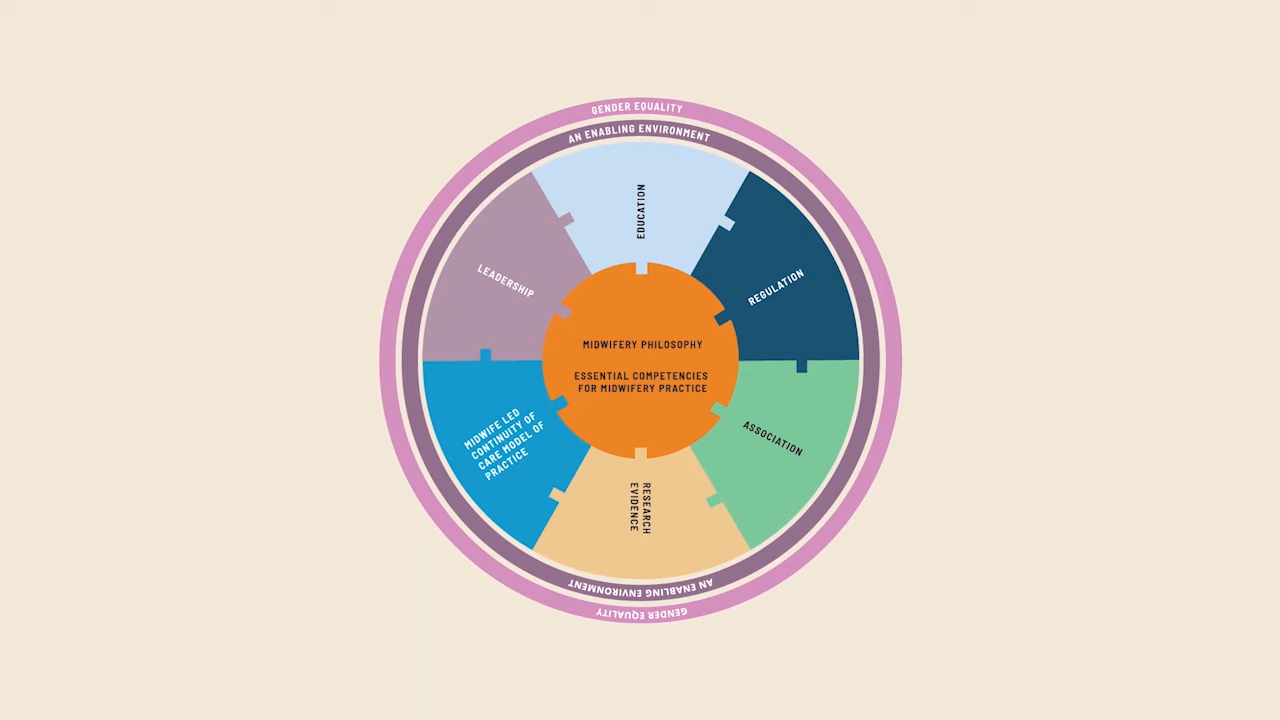 GENDER EQUALITY
AN ENABLING ENVIRONMENT
EDUCATION
LEADERSHIP
REGULATION
MIDWIFERY PHILOSOPHY
ESSENTIAL COMPETENCIES
FOR MIDWIFERY PRACTICE
MIDWIFE LED
CONTINUITY OF
CARE MODEL OF
PRACTICE
ASSOCIATION
RESEARCH
EVIDENCE
AN ENABLING ENVIRONMENT
GENDER EQUALITY